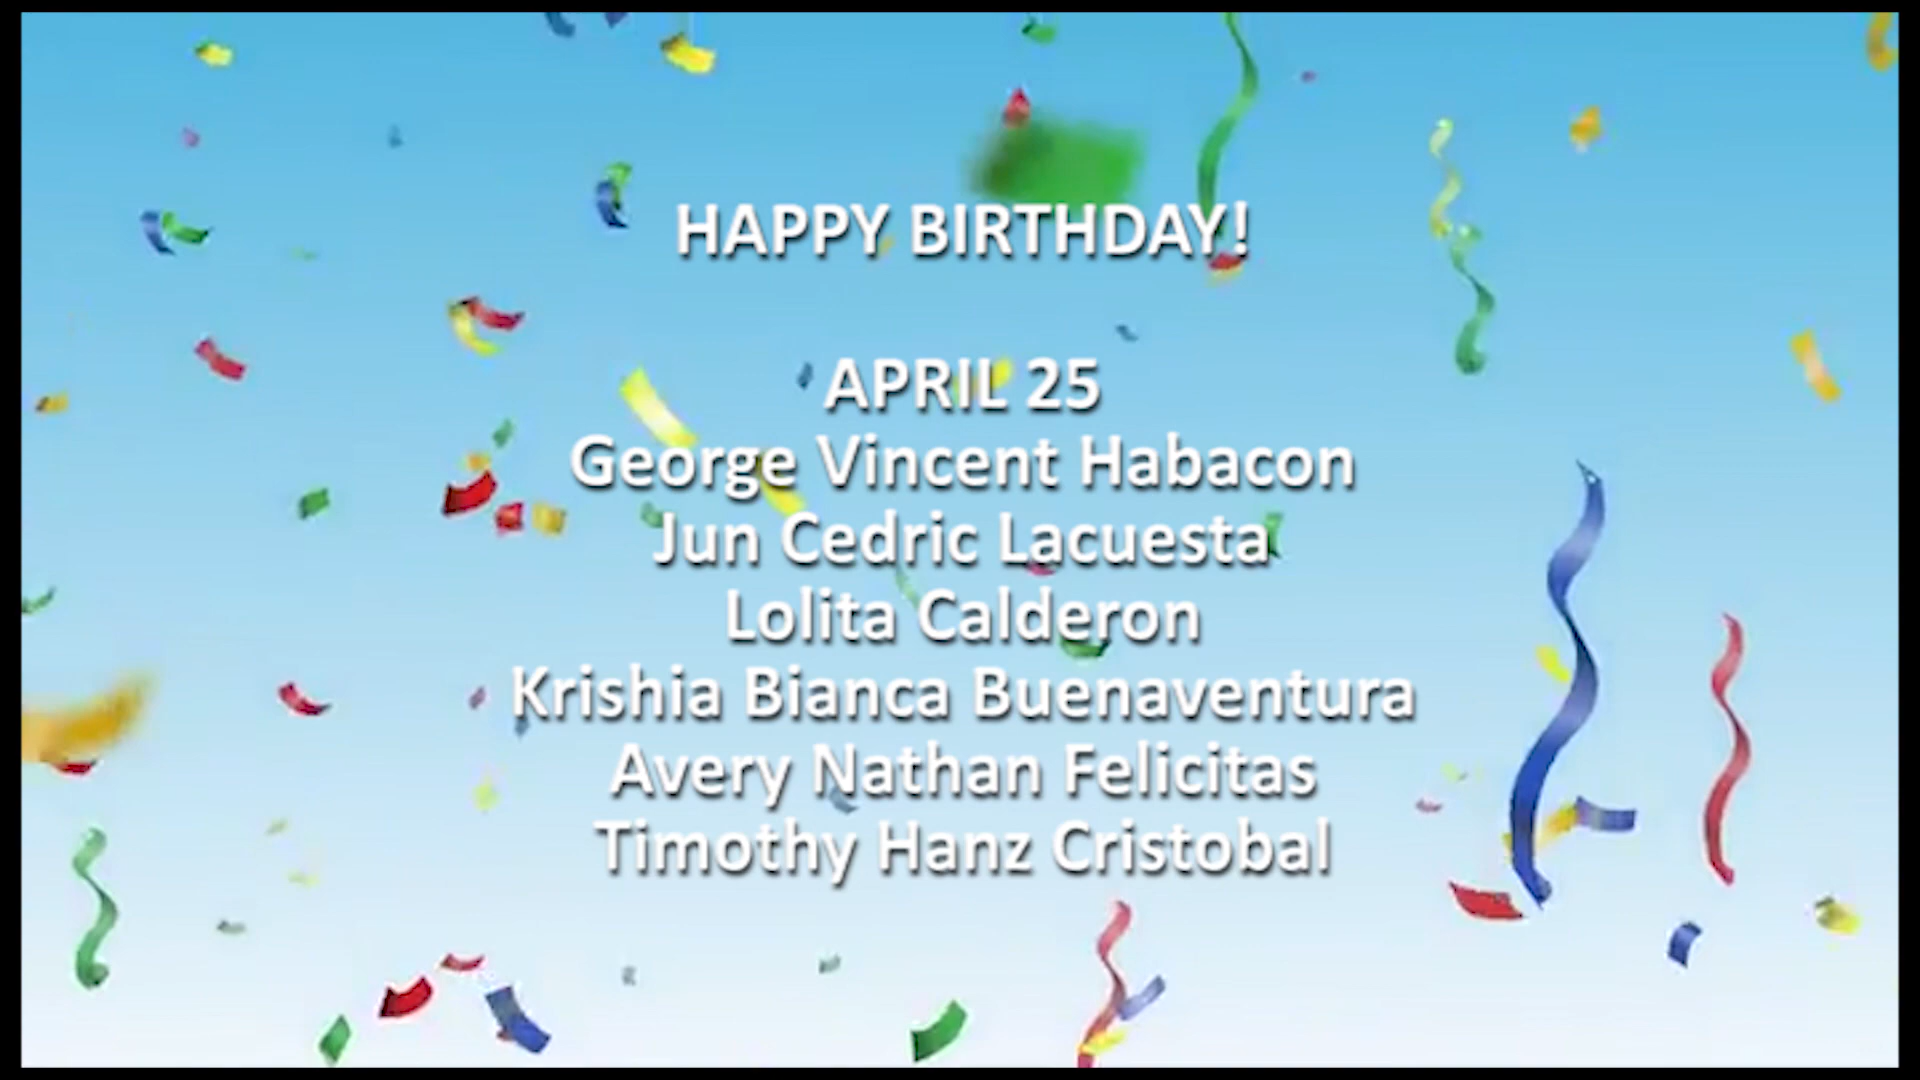 HAPPY BIRTHDAY!
APRIL 25
George Vincent Habacon
Jun Cedric Lacuesta
Lolita Calderon
Krishia Bianca Buenaventura
Avery Nathan Felicitas
Timothy Hanz Cristobal